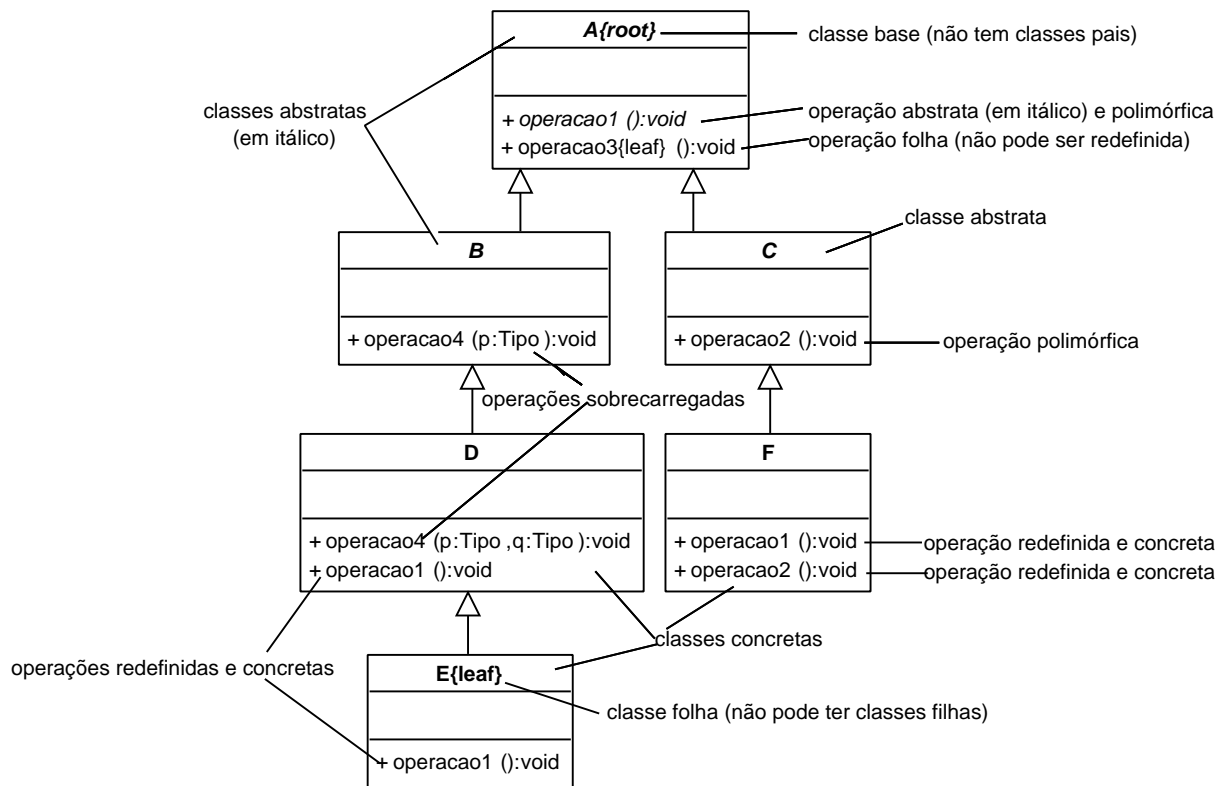 A{root}
classe base (não tem classes pais)
classes abstratas
(em itálico)
+ operacao1 ():void
operação abstrata (em itálico) e polimórfica
+ operacao3{leaf} ():void
operação folha (não pode ser redefinida)
classe abstrata
B
C
+ operacao4 (p:Tipo ):void
+ operacao2 ():void
operação polimórfica
operações sobrecarregadas
D
F
+ operacao4 (p:Tipo ,q:Tipo ):void
+ operacao1 ():void
+ operacao1 ():void
operação redefinida e concreta
+ operacao2 ():void
operação redefinida e concreta
classes concretas
operações redefinidas e concretas
E{leaf}
classe folha (não pode ter classes filhas)
+ operacao1 ():void